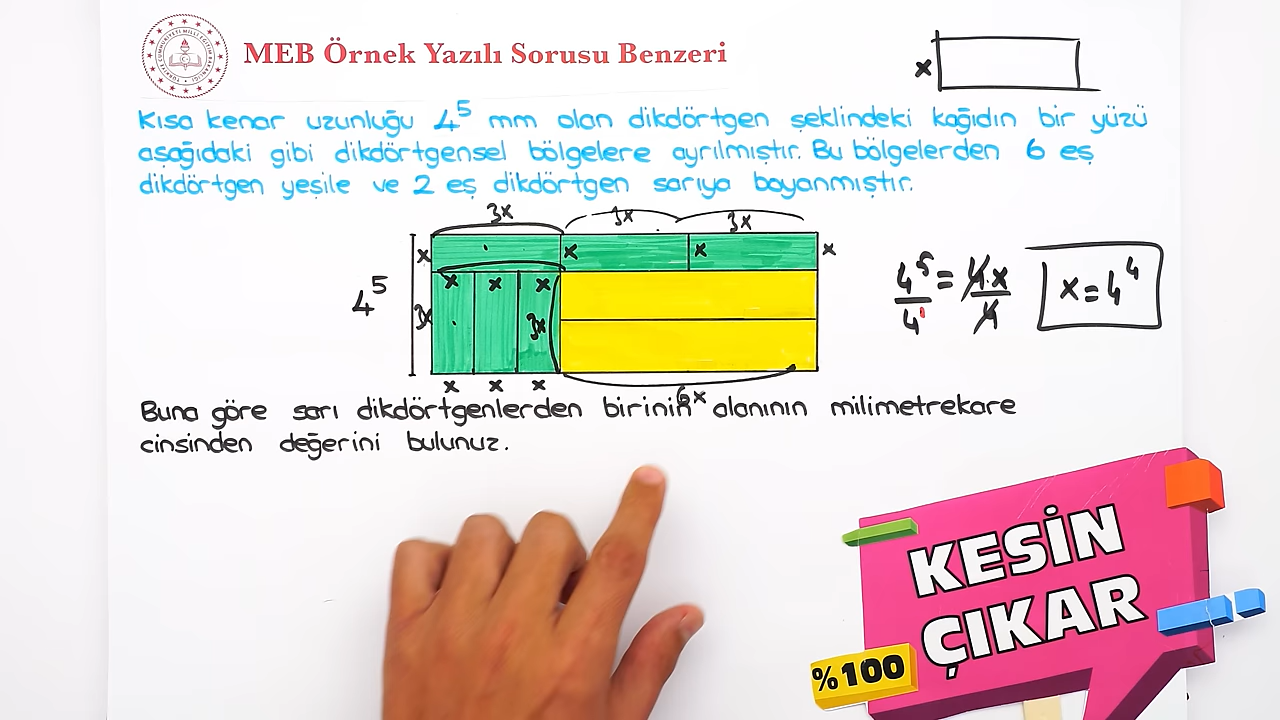 MEB Örnek Yazılı Sorusu Benzeri
x
Kısa kenar uzunluğu 4⁵ mm olan dikdörtgen şeklindeki kağıdın bir yüzü
aşağıdaki gibi dikdörtgensel bölgelere ayrılmıştır. Bu bölgelerden 6 eş
dikdörtgen yeşile ve 2 eş dikdörtgen sarıya boyanmıştır.
3x 3x 3x
x x x x
4⁵ x x x
3x 3x
x x x
6x
4⁵/4¹ = 4.x/4
x=4⁴
Buna göre sarı dikdörtgenlerden birinin alanının milimetrekare
cinsinden değerini bulunuz.
KESİN
ÇIKAR
%100